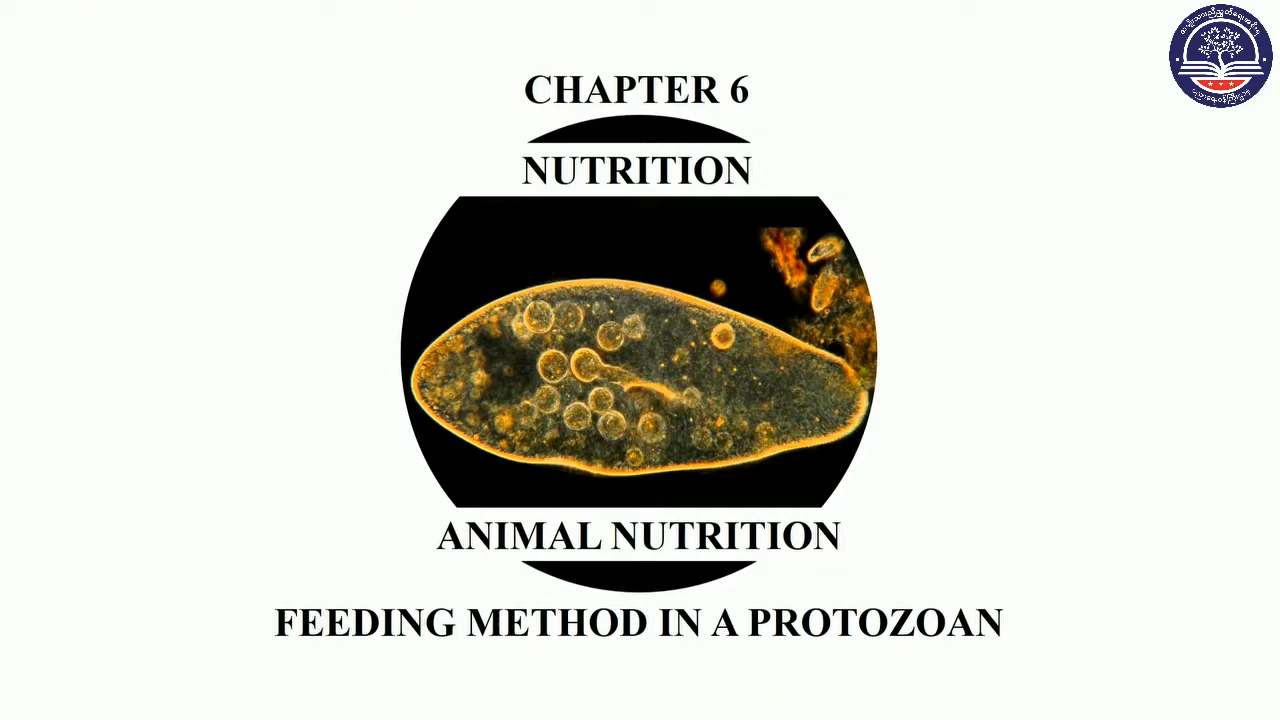 CHAPTER 6
NUTRITION
ANIMAL NUTRITION
FEEDING METHOD IN A PROTOZOAN